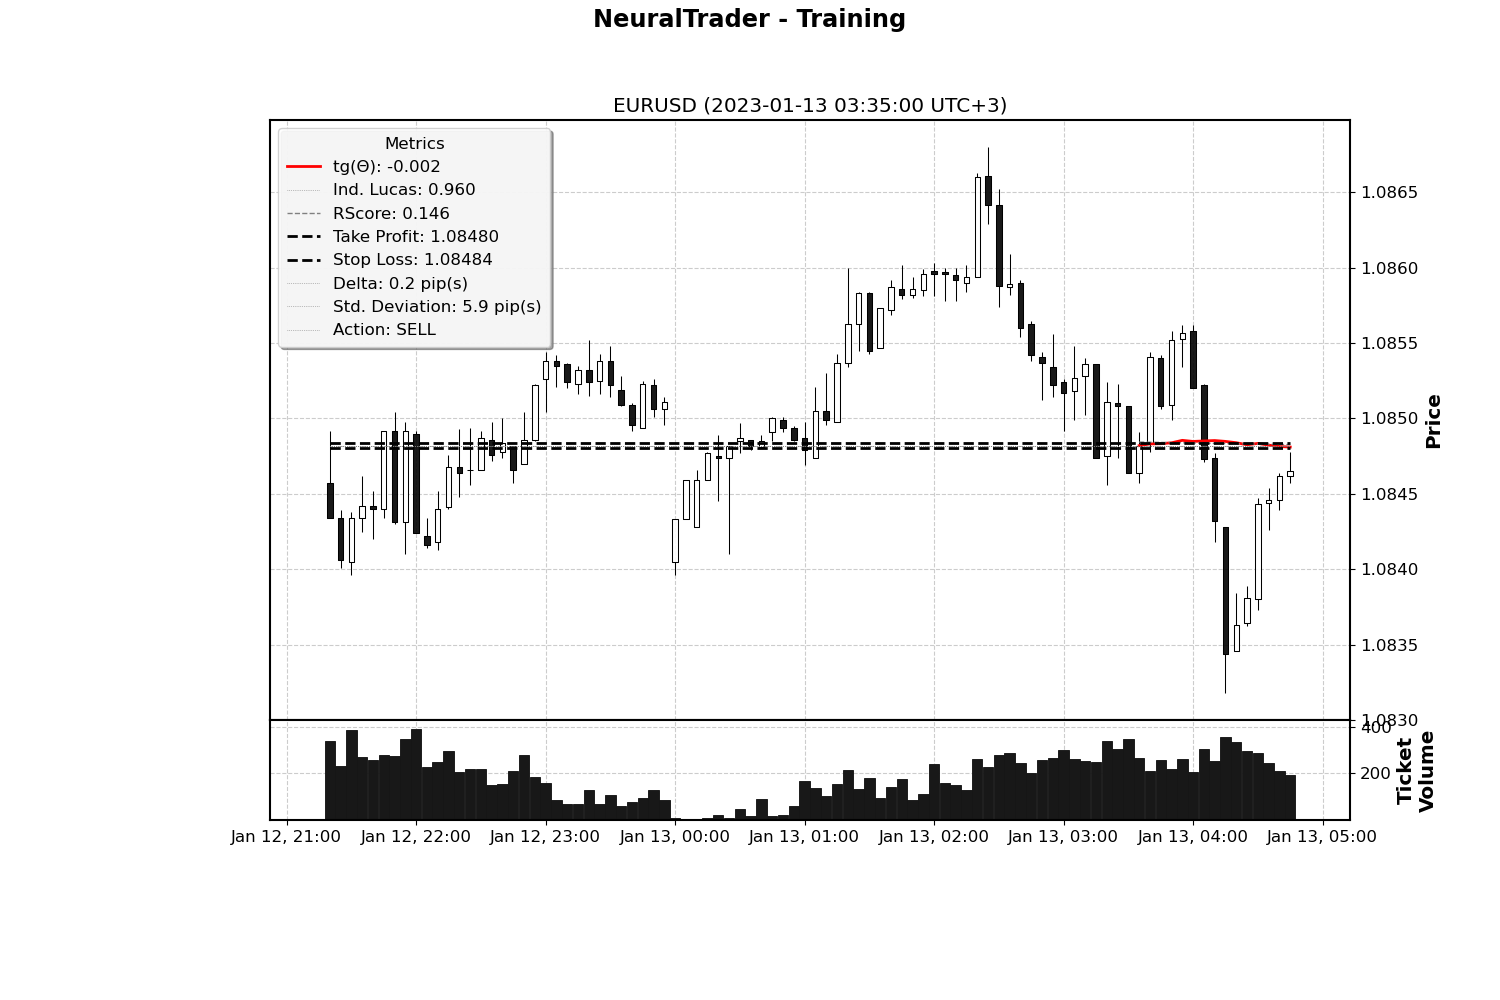 NeuralTrader - Training
EURUSD (2023-01-13 03:35:00 UTC+3)
Metrics
tg(Θ): -0.002
Ind. Lucas: 0.960
RScore: 0.146
Take Profit: 1.08480
Stop Loss: 1.08484
Delta: 0.2 pip(s)
Std. Deviation: 5.9 pip(s)
Action: SELL
1.0865
1.0860
1.0855
1.0850
1.0845
1.0840
1.0835
1.0830
Price
400
200
Ticket
Volume
Jan 12, 21:00
Jan 12, 22:00
Jan 12, 23:00
Jan 13, 00:00
Jan 13, 01:00
Jan 13, 02:00
Jan 13, 03:00
Jan 13, 04:00
Jan 13, 05:00